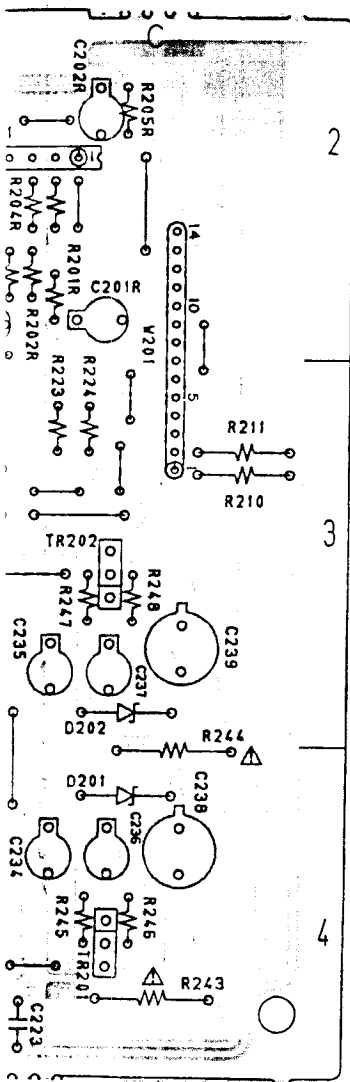 C
C202R
R205R
2
1
R204R
14
R201R
C201R
10
R202R
W201
R223
R224
5
R211
1
R210
TR202
3
R247
R248
C235
C237
C239
D202
R244
D201
C238
C234
C236
R245
R246
TR201
4
R243
C223